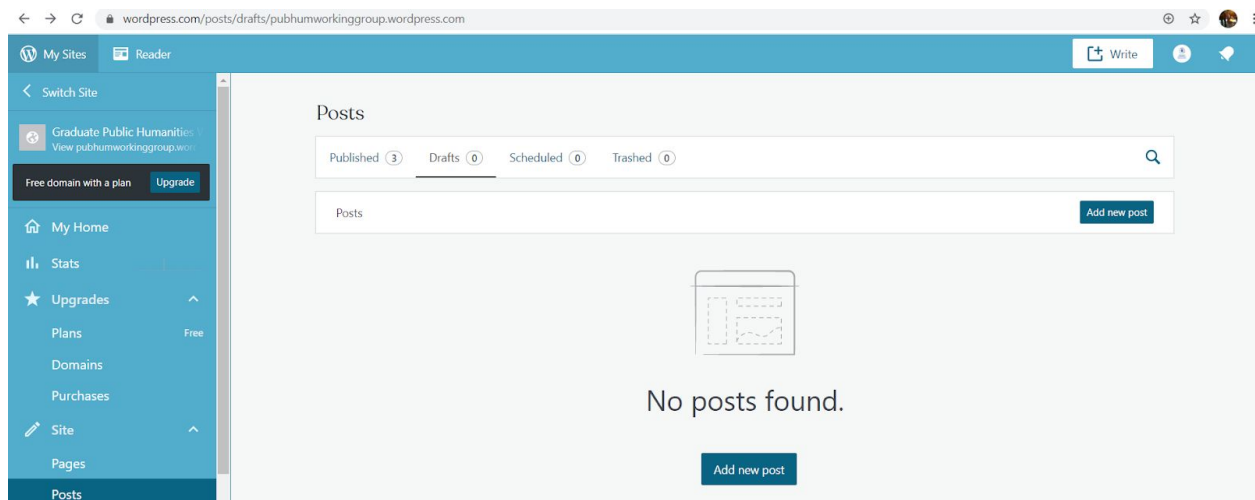 wordpress.com/posts/drafts/pubhumworkinggroup.wordpress.com
My Sites
Reader
Write
Switch Site
Graduate Public Humanities
View pubhumworkinggroup.wor
Free domain with a plan
Upgrade
My Home
Stats
Upgrades
Plans
Free
Domains
Purchases
Site
Pages
Posts
Posts
Published 3
Drafts 0
Scheduled 0
Trashed 0
Posts
Add new post
No posts found.
Add new post